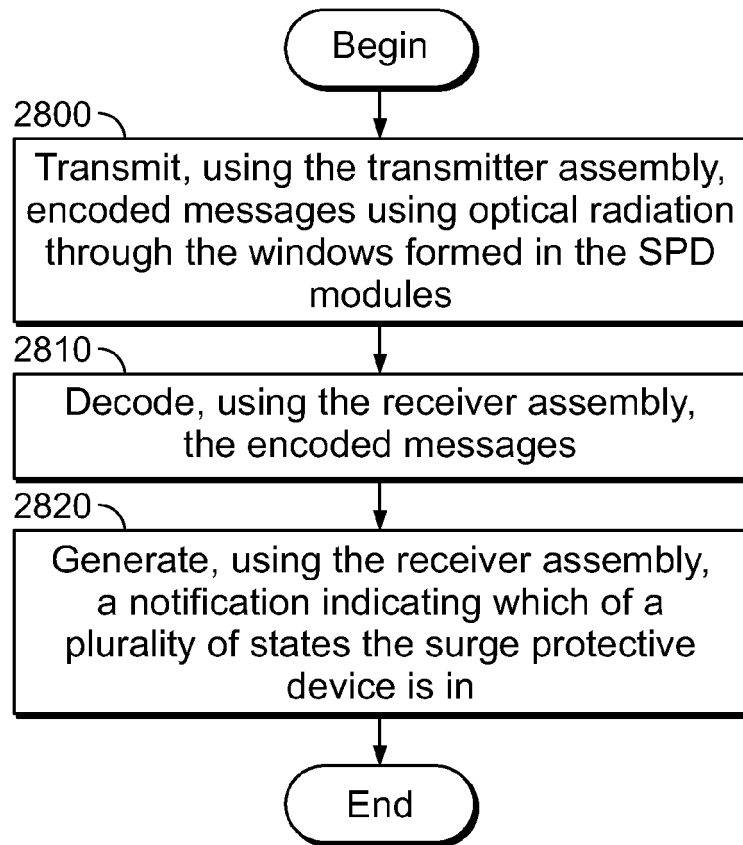 Begin
2800
Transmit, using the transmitter assembly,
encoded messages using optical radiation
through the windows formed in the SPD
modules
2810
Decode, using the receiver assembly,
the encoded messages
2820
Generate, using the receiver assembly,
a notification indicating which of a
plurality of states the surge protective
device is in
End